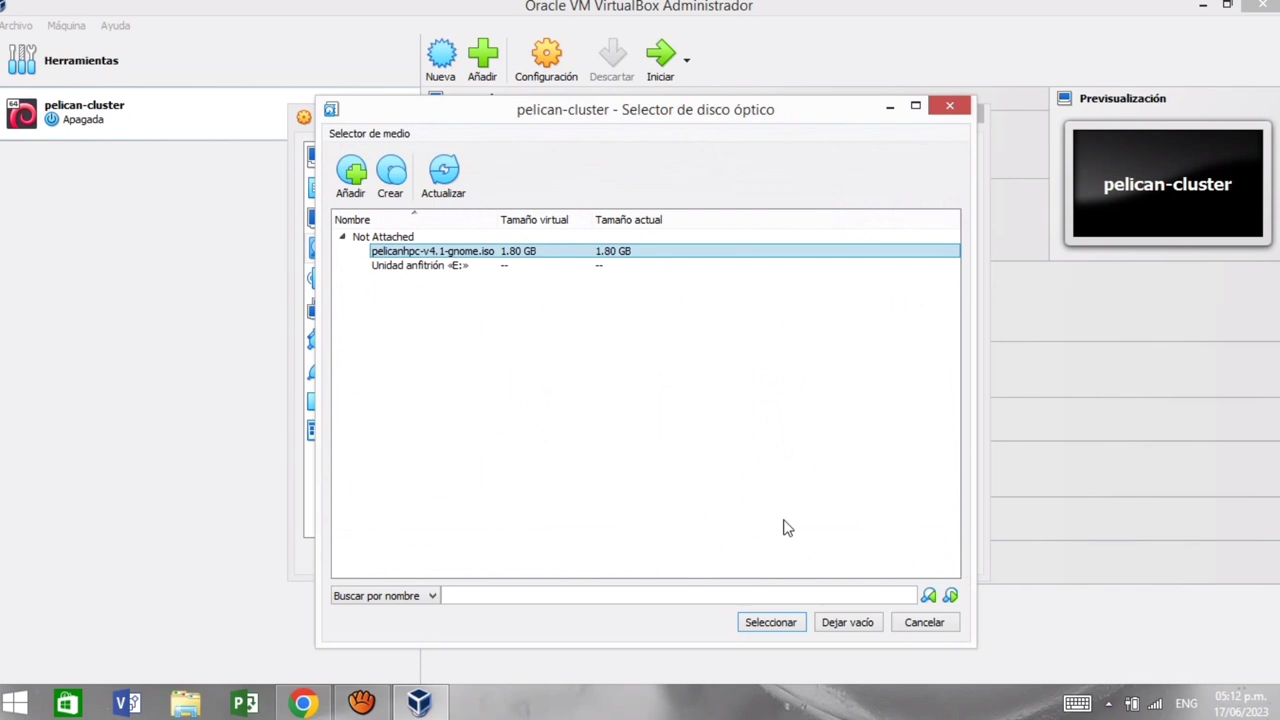 Oracle VM VirtualBox Administrador
Archivo Máquina Ayuda
Herramientas
Nueva Añadir Configuración Descartar Iniciar
64
pelican-cluster
Apagada
pelican-cluster - Selector de disco óptico
Previsualización
pelican-cluster
Selector de medio
Añadir Crear Actualizar
Nombre Tamaño virtual Tamaño actual
Not Attached
pelicanhpc-v4.1-gnome.iso 1.80 GB 1.80 GB
Unidad anfitrión «E:» -- --
Buscar por nombre
Seleccionar Dejar vacío Cancelar
ENG
05:12 p.m.
17/06/2023